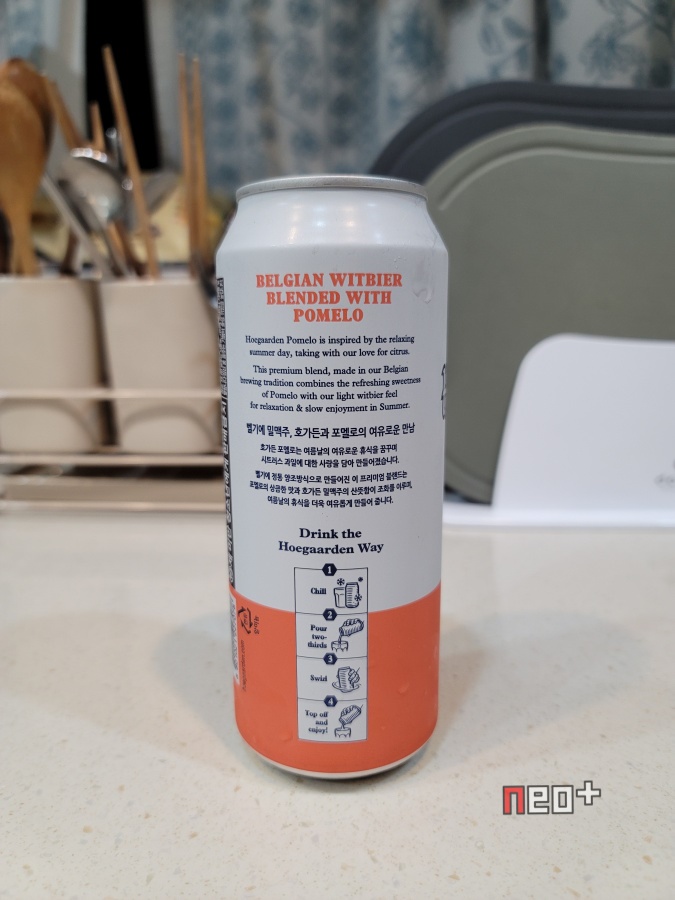 BELGIAN WITBIER
BLENDED WITH
POMELO
Hoegaarden Pomelo is inspired by the relaxing
summer day, taking with our love for citrus.
This premium blend, made in our Belgian
brewing tradition combines the refreshing sweetness
of Pomelo with our light witbier feel
for relaxation & slow enjoyment in Summer.
벨기에 밀맥주, 호가든과 포멜로의 여유로운 만남
호가든 포멜로는 여름날의 여유로운 휴식을 꿈꾸며
시트러스 과일에 대한 사랑을 담아 만들어졌습니다.
벨기에 정통 양조방식으로 만들어진 이 프리미엄 블렌드는
포멜로의 상큼한 맛과 호가든 밀맥주의 산뜻함이 조화를 이루며,
여름날의 휴식을 더욱 여유롭게 만들어 줍니다.
Drink the
Hoegaarden Way
1
Chill
2
Pour
two-
thirds
3
Swirl
4
Top off
and
enjoy!
neo+